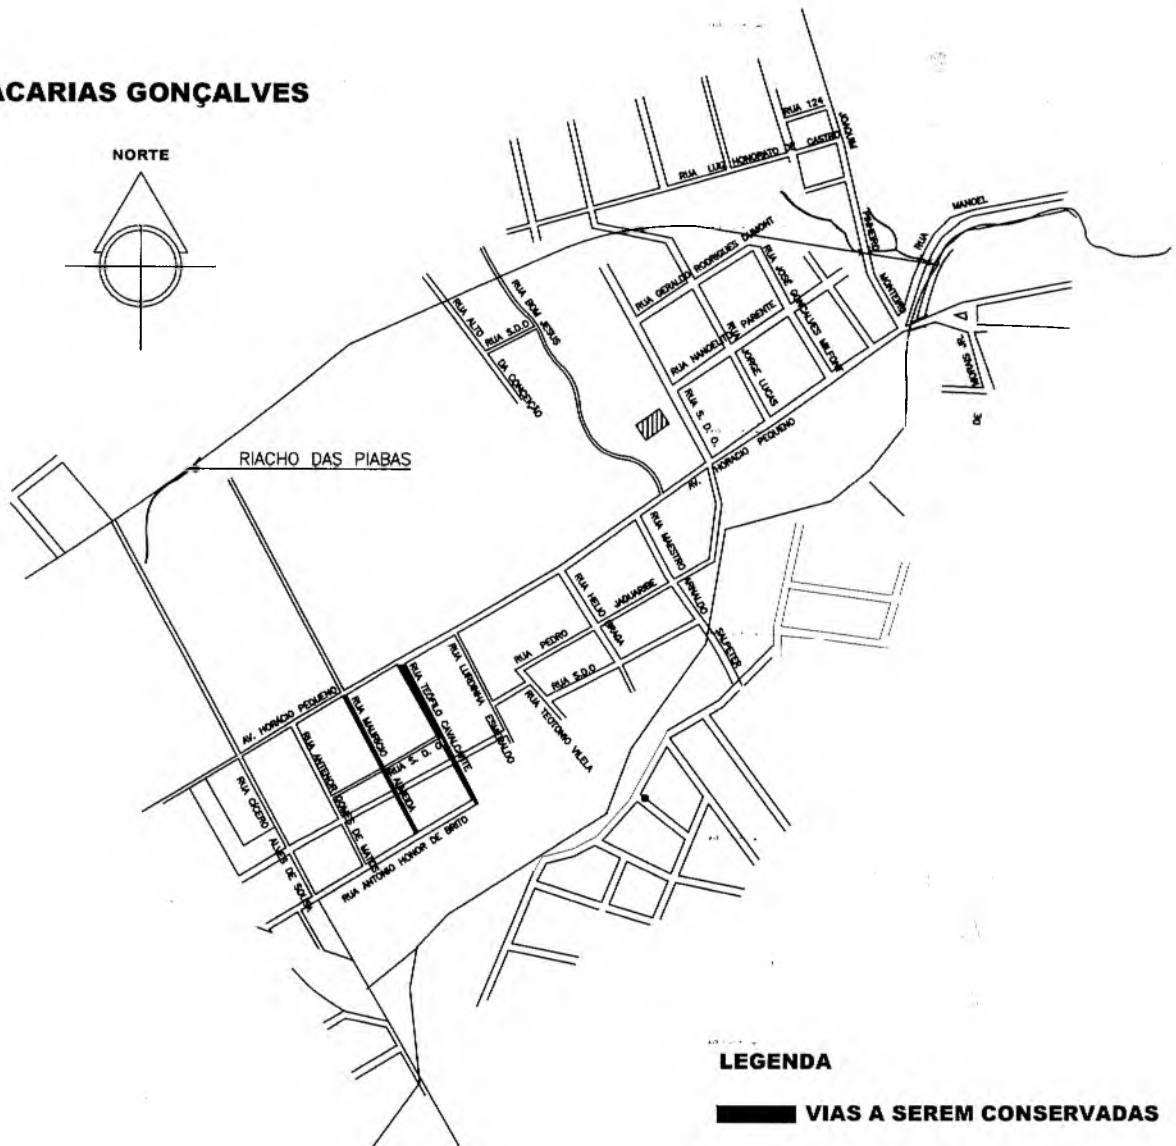 ACARIAS GONÇALVES
NORTE
RUA 124
JOAQUIM
RUA LUIZ HONORATO DE CASTRO
PINHEIRO
MONTEIRO
RUA
MANOEL
RUA GERALDO RODRIGUES DUMONT
RUA JOSÉ GONÇALVES MILFONT
RUA
RUA JORGE LUCAS
PARENTE
RUA BOM JESUS
RUA ALTO
DA CONCEIÇÃO
RUA S.D.O
RUA S. D. O.
MORAIS
DE
RIACHO DAS PIABAS
AV. HORACIO PEQUENO
RUA MAESTRO ARNALDO SALPETER
RUA HELIO BRAGA
RUA PEDRO JAGUARIBE
RUA S.D.O
RUA TEOTONIO VILELA
RUA LURDINHA ESMERALDO
RUA TEÓFILO CAVALCANTE
AV. HORACIO PEQUENO
RUA MAURÍCIO ALMEIDA
RUA S. D. O
RUA ANTENOR GOMES DE MATOS
RUA CÍCERO ALVES DE SOUSA
RUA ANTONIO HONOR DE BRITO
LEGENDA
VIAS A SEREM CONSERVADAS